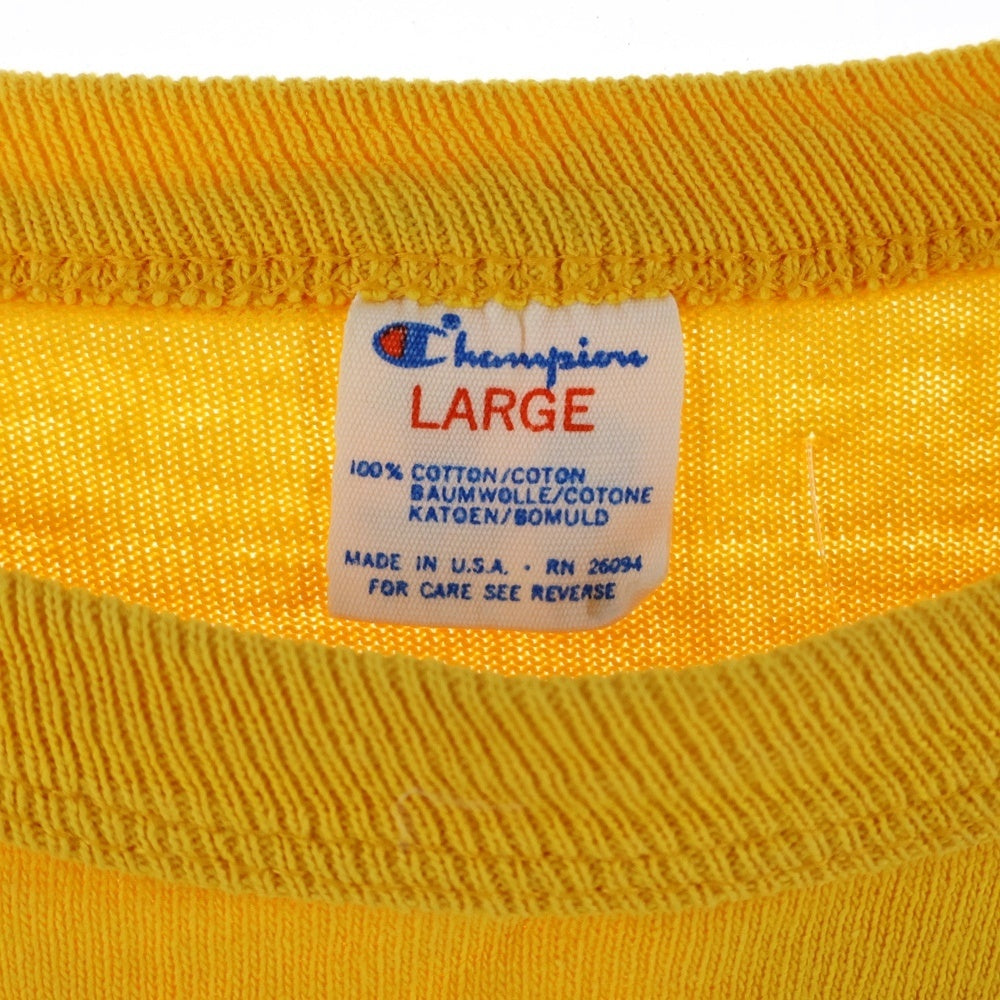 Champion
LARGE
100% COTTON/COTON
BAUMWOLLE/COTONE
KATOEN/BOMULD
MADE IN U.S.A. · RN 26094
FOR CARE SEE REVERSE